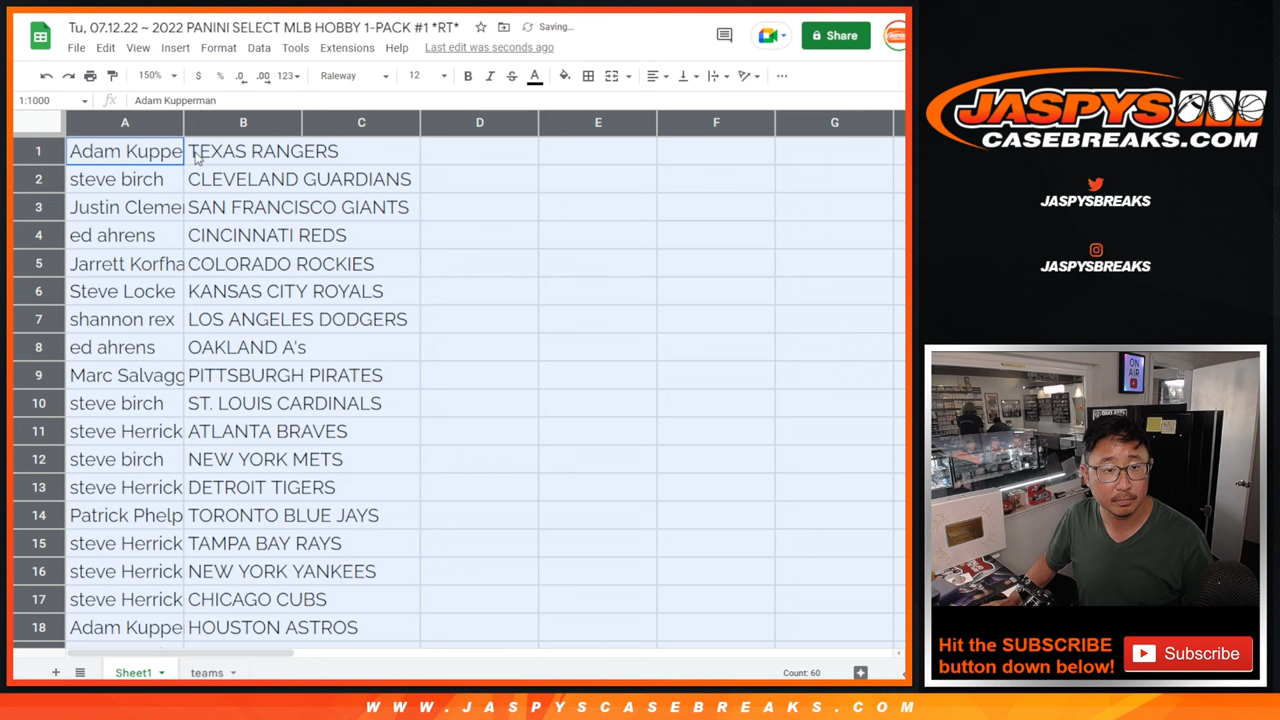 Tu, 07.12.22 ~ 2022 PANINI SELECT MLB HOBBY 1-PACK #1 *RT* Saving...
File Edit View Insert Format Data Tools Extensions Help Last edit was seconds ago
Share
150% $ % .0 .00 123 Raleway 12 B I S A
1:1000 fx Adam Kupperman
A B C D E F G
1 Adam Kuppe TEXAS RANGERS
2 steve birch CLEVELAND GUARDIANS
3 Justin Clemer SAN FRANCISCO GIANTS
4 ed ahrens CINCINNATI REDS
5 Jarrett Korfha COLORADO ROCKIES
6 Steve Locke KANSAS CITY ROYALS
7 shannon rex LOS ANGELES DODGERS
8 ed ahrens OAKLAND A's
9 Marc Salvagg PITTSBURGH PIRATES
10 steve birch ST. LOUIS CARDINALS
11 steve Herrick ATLANTA BRAVES
12 steve birch NEW YORK METS
13 steve Herrick DETROIT TIGERS
14 Patrick Phelp TORONTO BLUE JAYS
15 steve Herrick TAMPA BAY RAYS
16 steve Herrick NEW YORK YANKEES
17 steve Herrick CHICAGO CUBS
18 Adam Kuppe HOUSTON ASTROS
Sheet1 teams Count: 60
JASPYS
CASEBREAKS.COM
JASPYSBREAKS
JASPYSBREAKS
ON
AIR
Hit the SUBSCRIBE
button down below!
Subscribe
WWW.JASPYSCASEBREAKS.COM